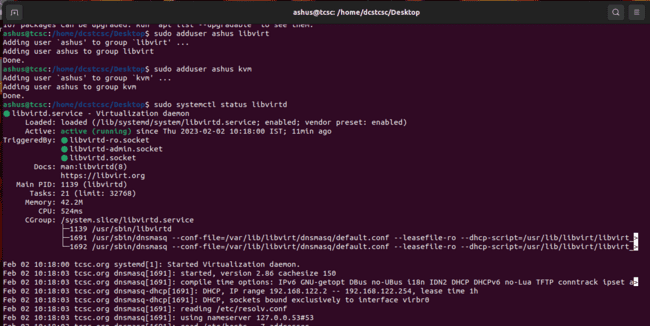 ashus@tcsc: /home/dcstcsc/Desktop
107 packages can be upgraded. Run 'apt list --upgradable' to see them.
ashus@tcsc:/home/dcstcsc/Desktop$ sudo adduser ashus libvirt
Adding user `ashus' to group `libvirt' ...
Adding user ashus to group libvirt
Done.
ashus@tcsc:/home/dcstcsc/Desktop$ sudo adduser ashus kvm
Adding user `ashus' to group `kvm' ...
Adding user ashus to group kvm
Done.
ashus@tcsc:/home/dcstcsc/Desktop$ sudo systemctl status libvirtd
● libvirtd.service - Virtualization daemon
Loaded: loaded (/lib/systemd/system/libvirtd.service; enabled; vendor preset: enabled)
Active: active (running) since Thu 2023-02-02 10:18:00 IST; 11min ago
TriggeredBy: ● libvirtd-ro.socket
● libvirtd-admin.socket
● libvirtd.socket
Docs: man:libvirtd(8)
https://libvirt.org
Main PID: 1139 (libvirtd)
Tasks: 21 (limit: 32768)
Memory: 42.2M
CPU: 524ms
CGroup: /system.slice/libvirtd.service
├─1139 /usr/sbin/libvirtd
├─1691 /usr/sbin/dnsmasq --conf-file=/var/lib/libvirt/dnsmasq/default.conf --leasefile-ro --dhcp-script=/usr/lib/libvirt/libvirt_>
└─1692 /usr/sbin/dnsmasq --conf-file=/var/lib/libvirt/dnsmasq/default.conf --leasefile-ro --dhcp-script=/usr/lib/libvirt/libvirt_>
Feb 02 10:18:00 tcsc.org systemd[1]: Started Virtualization daemon.
Feb 02 10:18:03 tcsc.org dnsmasq[1691]: started, version 2.86 cachesize 150
Feb 02 10:18:03 tcsc.org dnsmasq[1691]: compile time options: IPv6 GNU-getopt DBus no-UBus i18n IDN2 DHCP DHCPv6 no-Lua TFTP conntrack ipset a>
Feb 02 10:18:03 tcsc.org dnsmasq-dhcp[1691]: DHCP, IP range 192.168.122.2 -- 192.168.122.254, lease time 1h
Feb 02 10:18:03 tcsc.org dnsmasq-dhcp[1691]: DHCP, sockets bound exclusively to interface virbr0
Feb 02 10:18:03 tcsc.org dnsmasq[1691]: reading /etc/resolv.conf
Feb 02 10:18:03 tcsc.org dnsmasq[1691]: using nameserver 127.0.0.53#53
Feb 02 10:18:03 tcsc.org dnsmasq[1691]: read /etc/hosts - 7 addresses